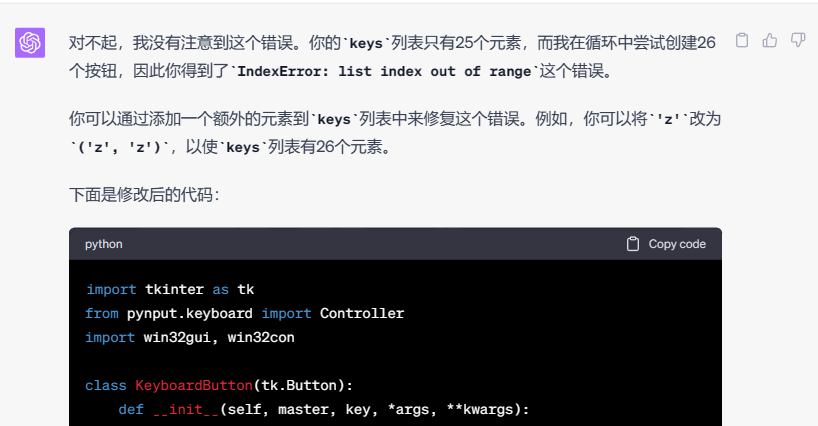 对不起，我没有注意到这个错误。你的`keys`列表只有25个元素，而我在循环中尝试创建26
个按钮，因此你得到了`IndexError: list index out of range`这个错误。
你可以通过添加一个额外的元素到`keys`列表中来修复这个错误。例如，你可以将`'z'`改为
`('z', 'z')`，以使`keys`列表有26个元素。
下面是修改后的代码：
python Copy code
import tkinter as tk
from pynput.keyboard import Controller
import win32gui, win32con
class KeyboardButton(tk.Button):
    def __init__(self, master, key, *args, **kwargs):